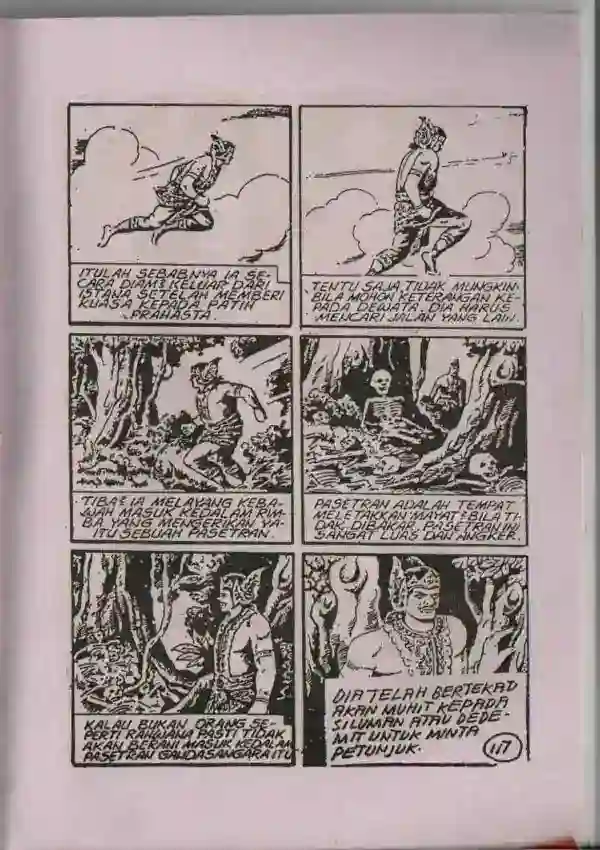 ITULAH SEBABNYA IA SE-
CARA DIAM2 KELUAR DARI
ISTANA SETELAH MEMBERI
KUASA KEPADA PATIH
PRAHASTA.
TENTU SAJA TIDAK MUNGKIN
BILA MOHON KETERANGAN KE-
PADA DEWATA. DIA HARUS
MENCARI JALAN YANG LAIN.
TIBA2 IA MELAYANG KEBA-
WAH MASUK KEDALAM RIM-
BA YANG MENGERIKAN YA-
ITU SEBUAH PASETRAN.
PASETRAN ADALAH TEMPAT
MELETAKKAN MAYAT2 BILA TI-
DAK DIBAKAR. PASETRAN INI
SANGAT LUAS DAN ANGKER.
KALAU BUKAN ORANG SE-
PERTI RAHWANA PASTI TIDAK
AKAN BERANI MASUK KEDALAM
PASETRAN GANDASANGARA ITU
DIA TELAH BERTEKAD
AKAN MUHIT KEPADA
SILUMAN ATAU DEDE-
MIT UNTUK MINTA
PETUNJUK.
117